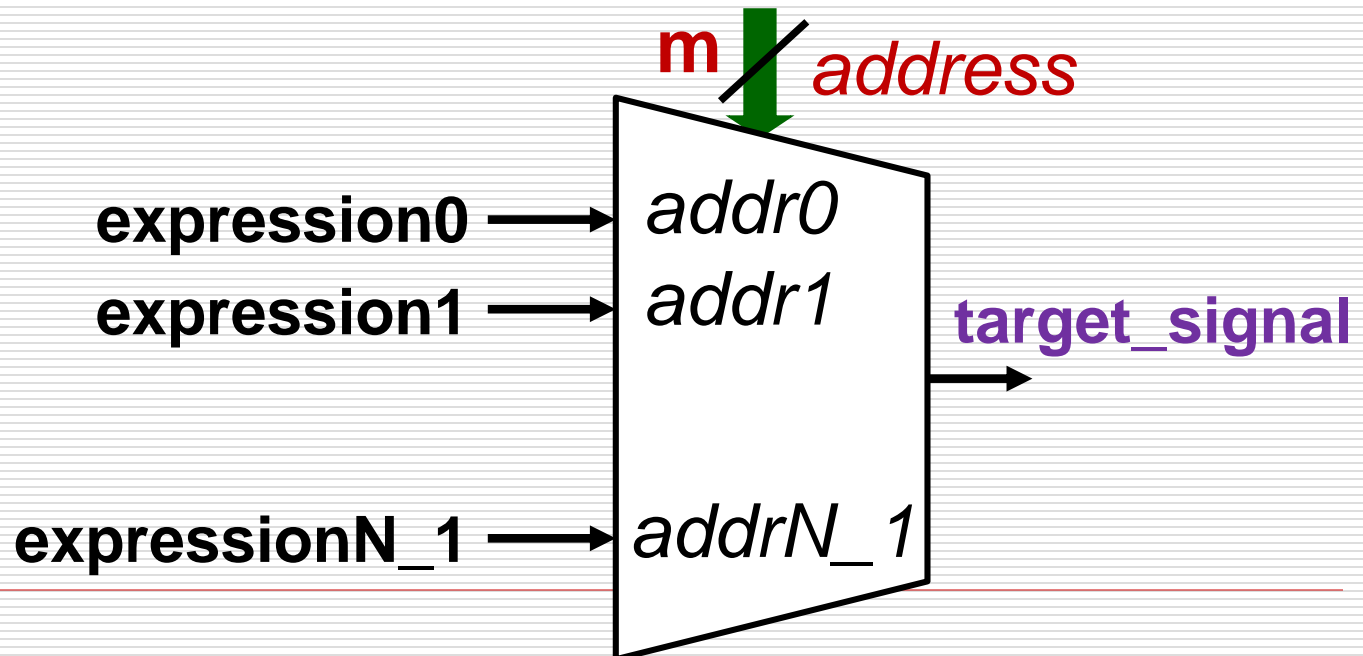 m address
expression0 addr0
expression1 addr1
target_signal
expressionN_1 addrN_1